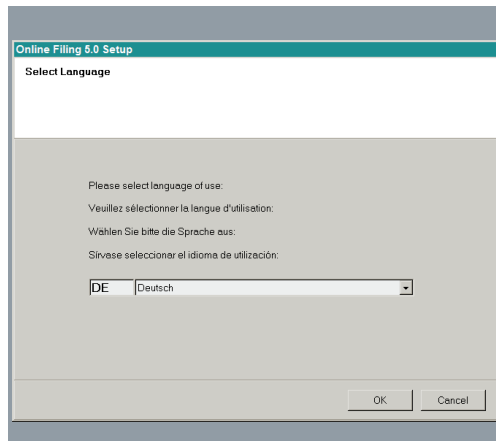 Online Filing 5.0 Setup
Select Language
Please select language of use:
Veuillez sélectionner la langue d'utilisation:
Wählen Sie bitte die Sprache aus:
Sírvase seleccionar el idioma de utilización:
DE Deutsch
OK Cancel